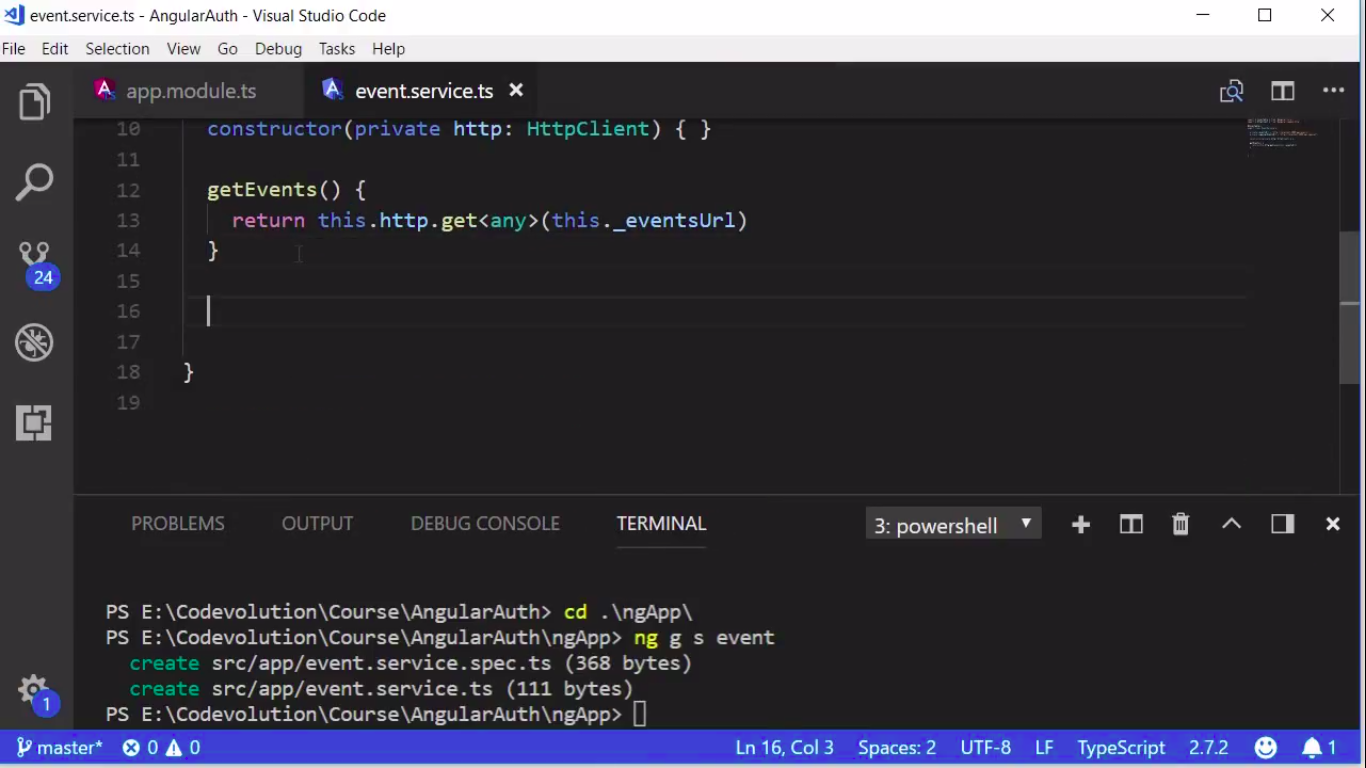 event.service.ts - AngularAuth - Visual Studio Code
File Edit Selection View Go Debug Tasks Help
app.module.ts event.service.ts
10 constructor(private http: HttpClient) { }
11
12 getEvents() {
13 return this.http.get<any>(this._eventsUrl)
14 }
15
16
17
18 }
19
24
PROBLEMS OUTPUT DEBUG CONSOLE TERMINAL 3: powershell
PS E:\Codevolution\Course\AngularAuth> cd .\ngApp\
PS E:\Codevolution\Course\AngularAuth\ngApp> ng g s event
create src/app/event.service.spec.ts (368 bytes)
create src/app/event.service.ts (111 bytes)
PS E:\Codevolution\Course\AngularAuth\ngApp>
1
master* 0 0 Ln 16, Col 3 Spaces: 2 UTF-8 LF TypeScript 2.7.2 1